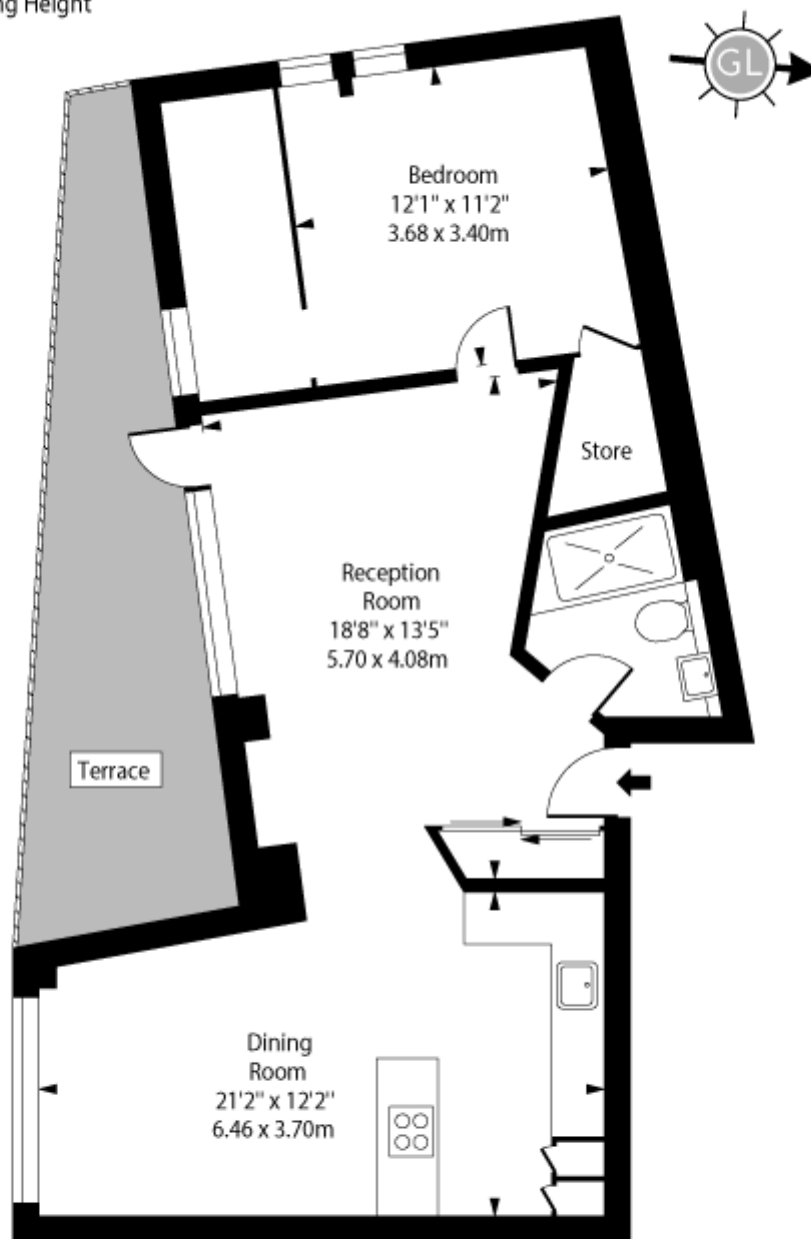 ng Height
GL
Bedroom
12'1" x 11'2"
3.68 x 3.40m
Store
Reception
Room
18'8" x 13'5"
5.70 x 4.08m
Terrace
Dining
Room
21'2" x 12'2"
6.46 x 3.70m